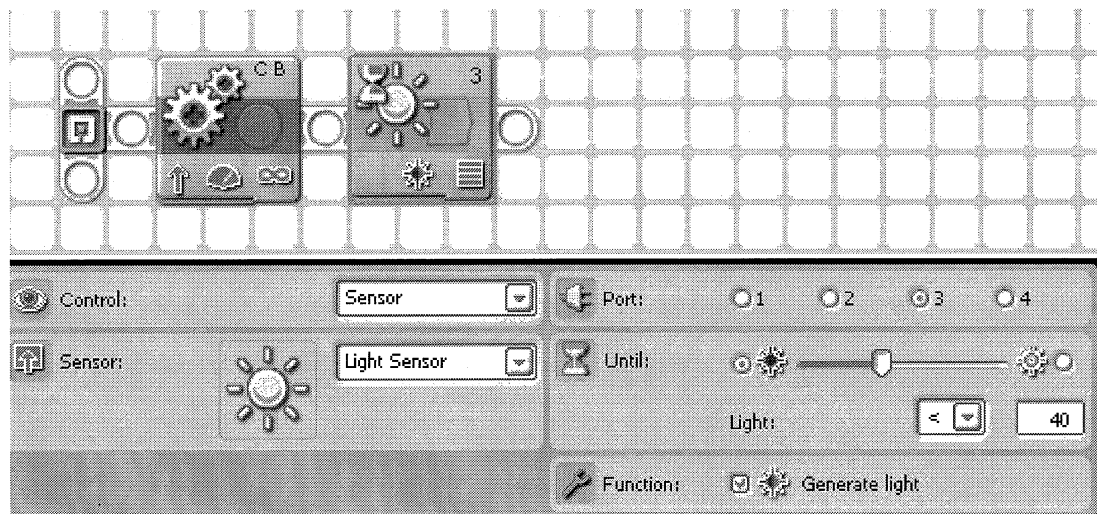 C B
3
Control:
Sensor
Port:
1
2
3
4
Sensor:
Light Sensor
Until:
Light:
<
40
Function:
Generate light